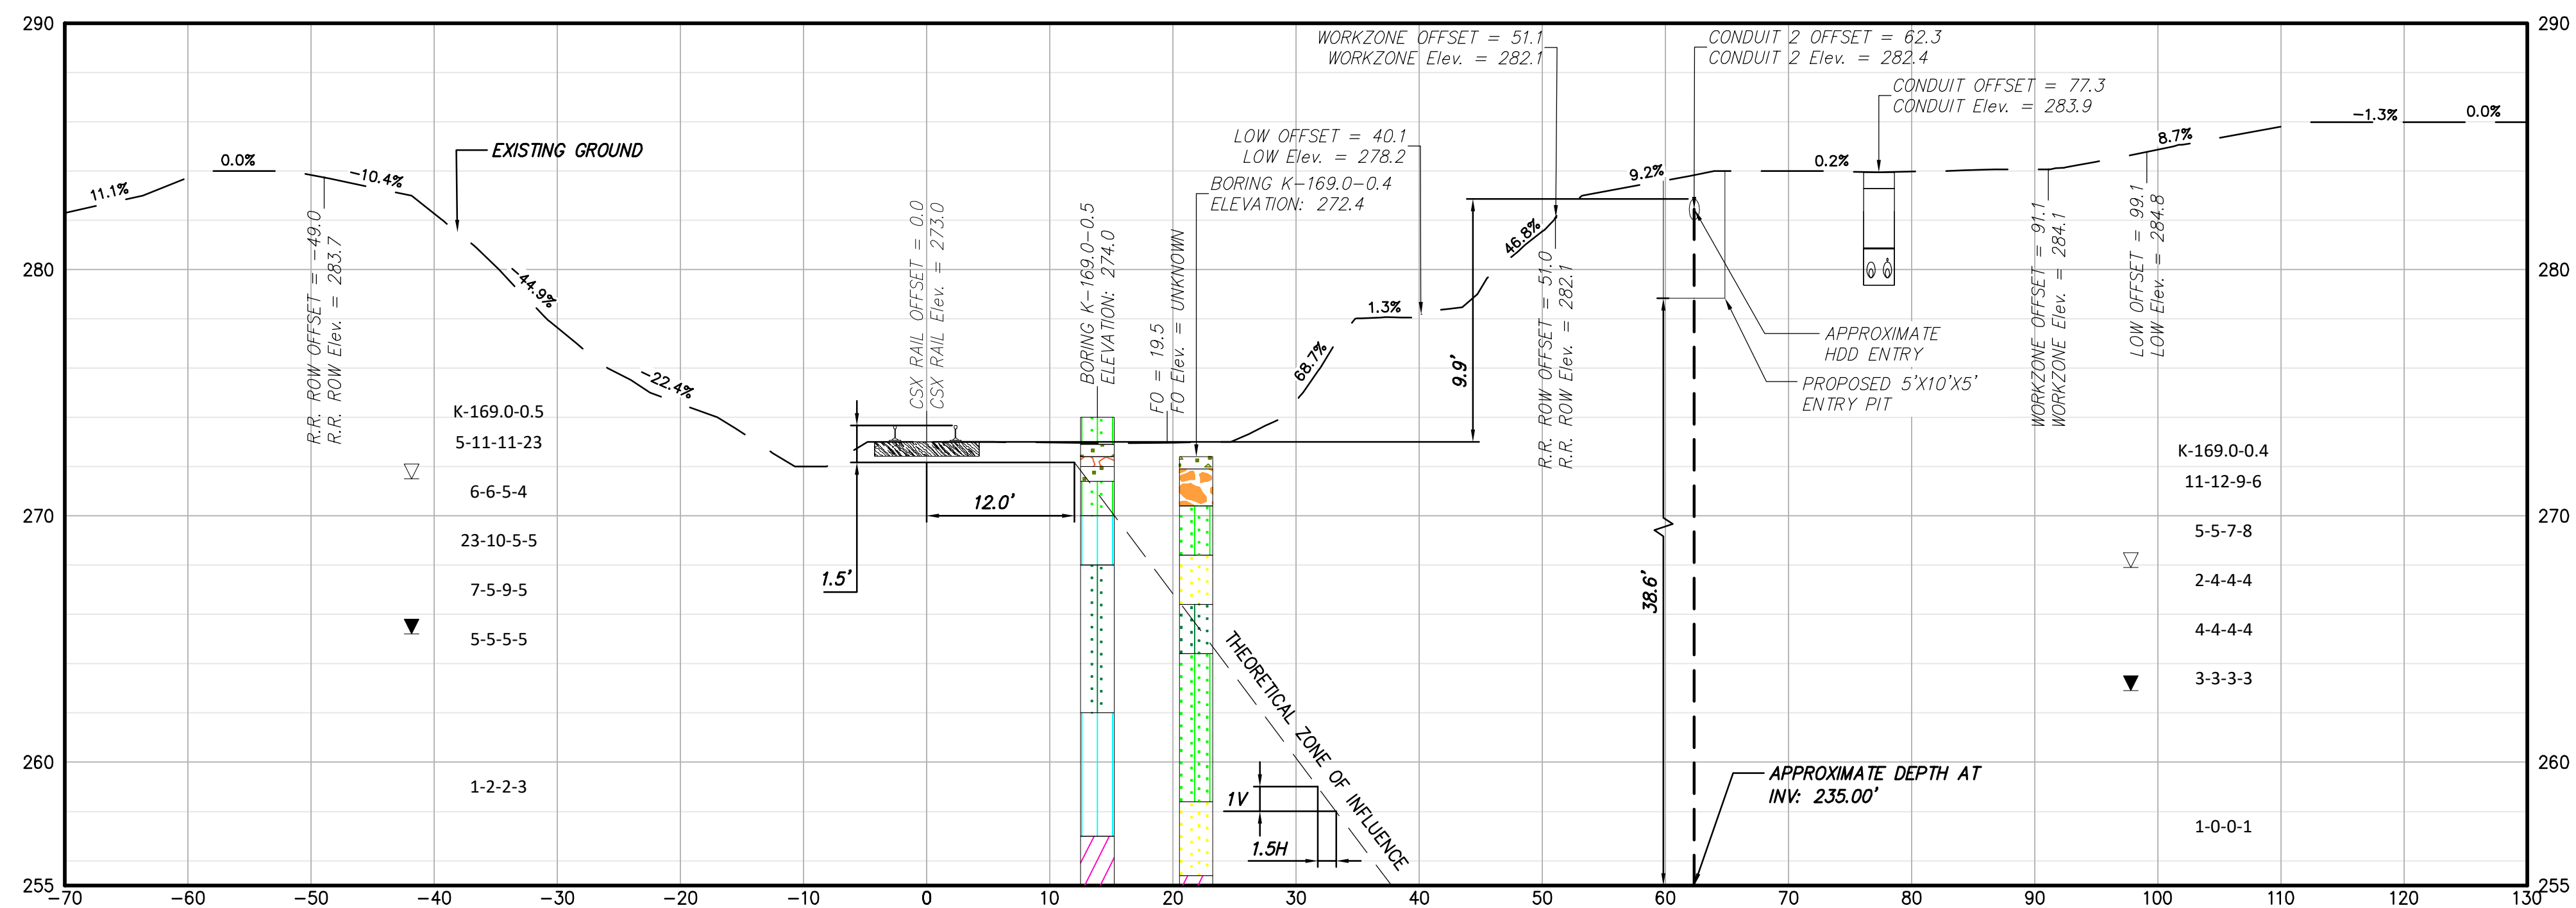 290
290
WORKZONE OFFSET = 51.1
WORKZONE Elev. = 282.1
CONDUIT 2 OFFSET = 62.3
CONDUIT 2 Elev. = 282.4
CONDUIT OFFSET = 77.3
CONDUIT Elev. = 283.9
-1.3%
0.0%
8.7%
LOW OFFSET = 40.1
LOW Elev. = 278.2
EXISTING GROUND
0.0%
11.1%
-10.4%
BORING K-169.0-0.4
ELEVATION: 272.4
9.2%
0.2%
R.R. ROW OFFSET = -49.0
R.R. ROW Elev. = 283.7
CSX RAIL OFFSET = 0.0
CSX RAIL Elev. = 273.0
BORING K-169.0-0.5
ELEVATION: 274.0
FO = 19.5
FO Elev. = UNKNOWN
46.8%
R.R. ROW OFFSET = 51.0
R.R. ROW Elev. = 282.1
WORKZONE OFFSET = 91.1
WORKZONE Elev. = 284.1
LOW OFFSET = 99.1
LOW Elev. = 284.8
280
280
-44.9%
1.3%
68.7%
9.9'
APPROXIMATE
HDD ENTRY
-22.4%
PROPOSED 5'X10'X5'
ENTRY PIT
K-169.0-0.5
5-11-11-23
6-6-5-4
23-10-5-5
7-5-9-5
5-5-5-5
1-2-2-3
K-169.0-0.4
11-12-9-6
5-5-7-8
2-4-4-4
4-4-4-4
3-3-3-3
1-0-0-1
270
270
12.0'
1.5'
38.6'
THEORETICAL ZONE OF INFLUENCE
260
260
1V
1.5H
APPROXIMATE DEPTH AT
INV: 235.00'
255
255
-70
-60
-50
-40
-30
-20
-10
0
10
20
30
40
50
60
70
80
90
100
110
120
130